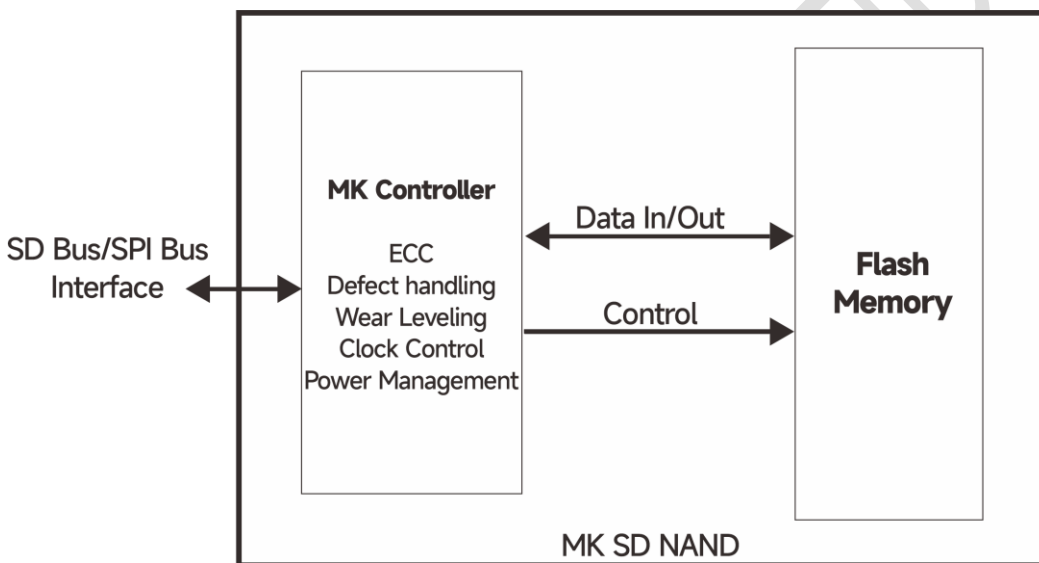 SD Bus/SPI Bus
Interface
MK Controller
ECC
Defect handling
Wear Leveling
Clock Control
Power Management
Data In/Out
Control
Flash
Memory
MK SD NAND